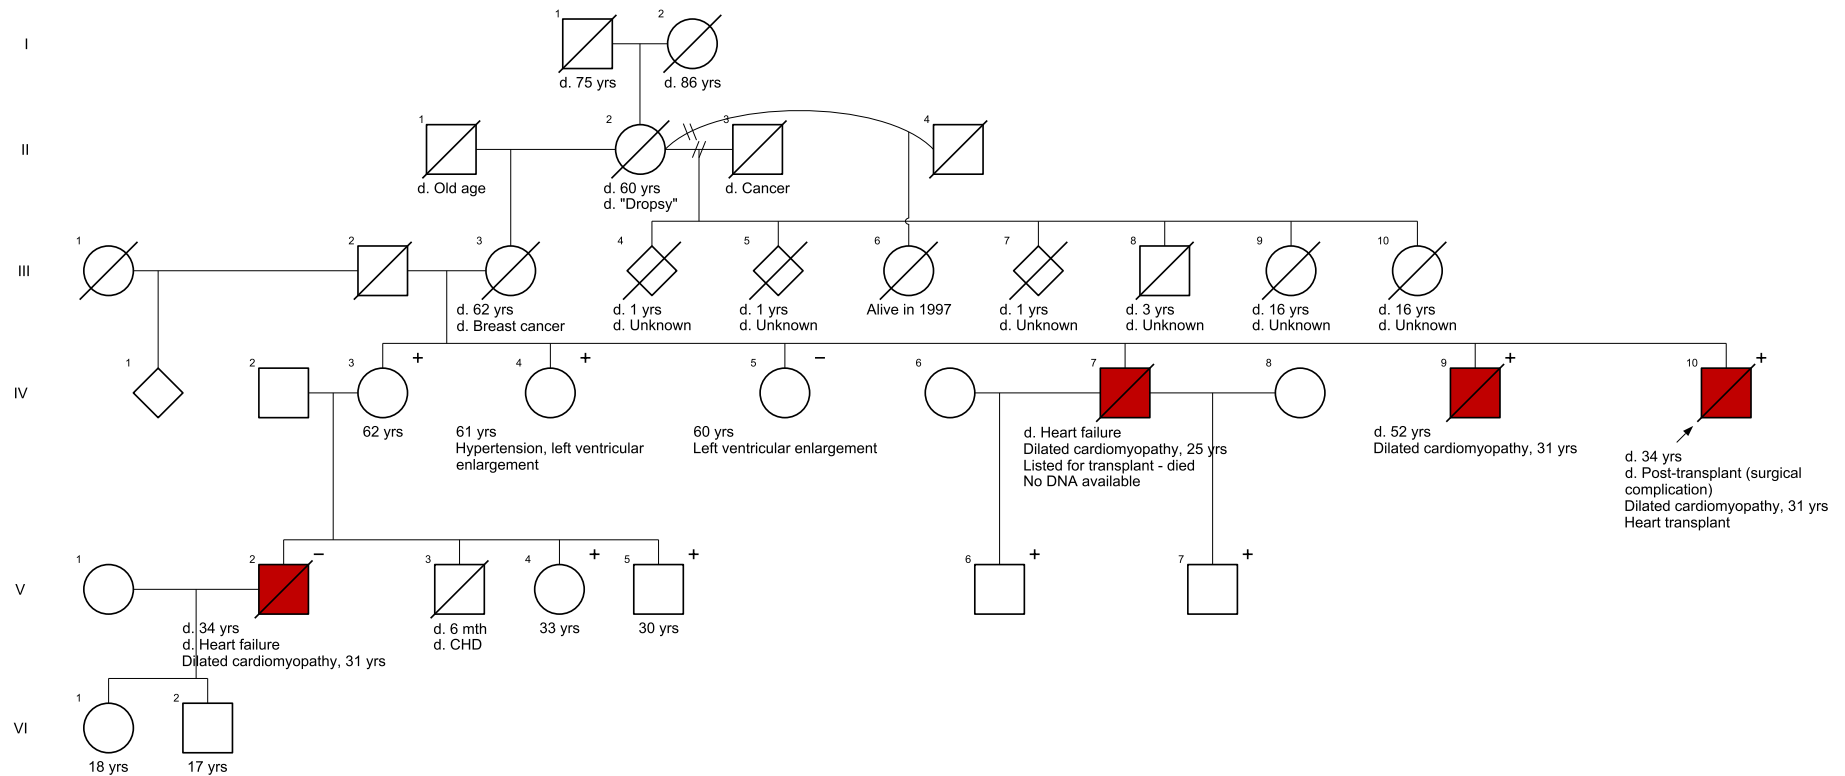 1
2
I
d. 75 yrs
d. 86 yrs
1
2
3
4
II
d. Old age
d. 60 yrs
d. "Dropsy"
d. Cancer
1
2
3
4
5
6
7
8
9
10
III
d. 62 yrs
d. Breast cancer
d. 1 yrs
d. Unknown
d. 1 yrs
d. Unknown
Alive in 1997
d. 1 yrs
d. Unknown
d. 3 yrs
d. Unknown
d. 16 yrs
d. Unknown
d. 16 yrs
d. Unknown
1
2
3
+
4
+
5
−
6
7
8
9
+
10
+
IV
62 yrs
61 yrs
Hypertension, left ventricular
enlargement
60 yrs
Left ventricular enlargement
d. Heart failure
Dilated cardiomyopathy, 25 yrs
Listed for transplant - died
No DNA available
d. 52 yrs
Dilated cardiomyopathy, 31 yrs
d. 34 yrs
d. Post-transplant (surgical
complication)
Dilated cardiomyopathy, 31 yrs
Heart transplant
1
2
−
3
4
+
5
+
6
+
7
+
V
d. 34 yrs
d. Heart failure
Dilated cardiomyopathy, 31 yrs
d. 6 mth
d. CHD
33 yrs
30 yrs
1
2
VI
18 yrs
17 yrs